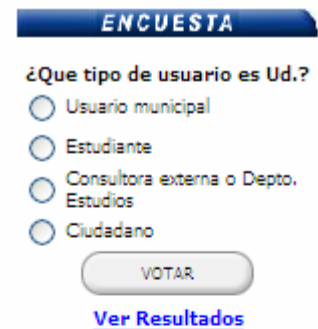 ENCUESTA
¿Que tipo de usuario es Ud.?
Usuario municipal
Estudiante
Consultora externa o Depto.
Estudios
Ciudadano
VOTAR
Ver Resultados